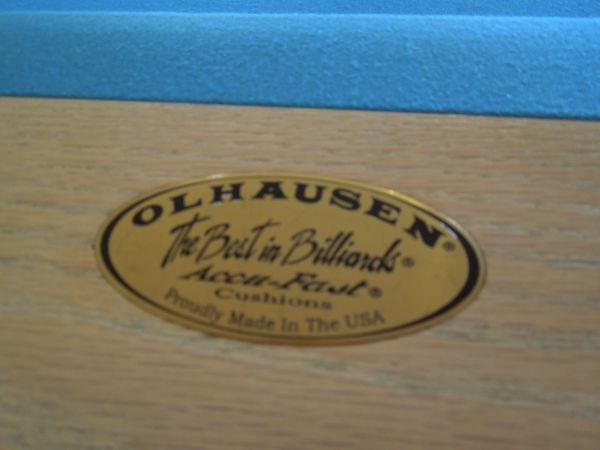 OLHAUSEN®
The Best in Billiards®
Accu-Fast®
Cushions
Proudly Made In The USA